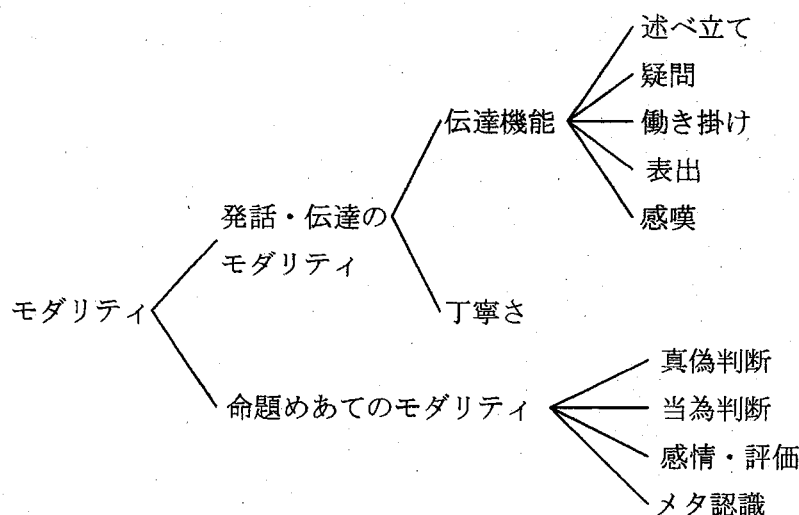 述べ立て
疑問
伝達機能
働き掛け
表出
発話・伝達の
モダリティ
感嘆
モダリティ
丁寧さ
真偽判断
命題めあてのモダリティ
当為判断
感情・評価
メタ認識